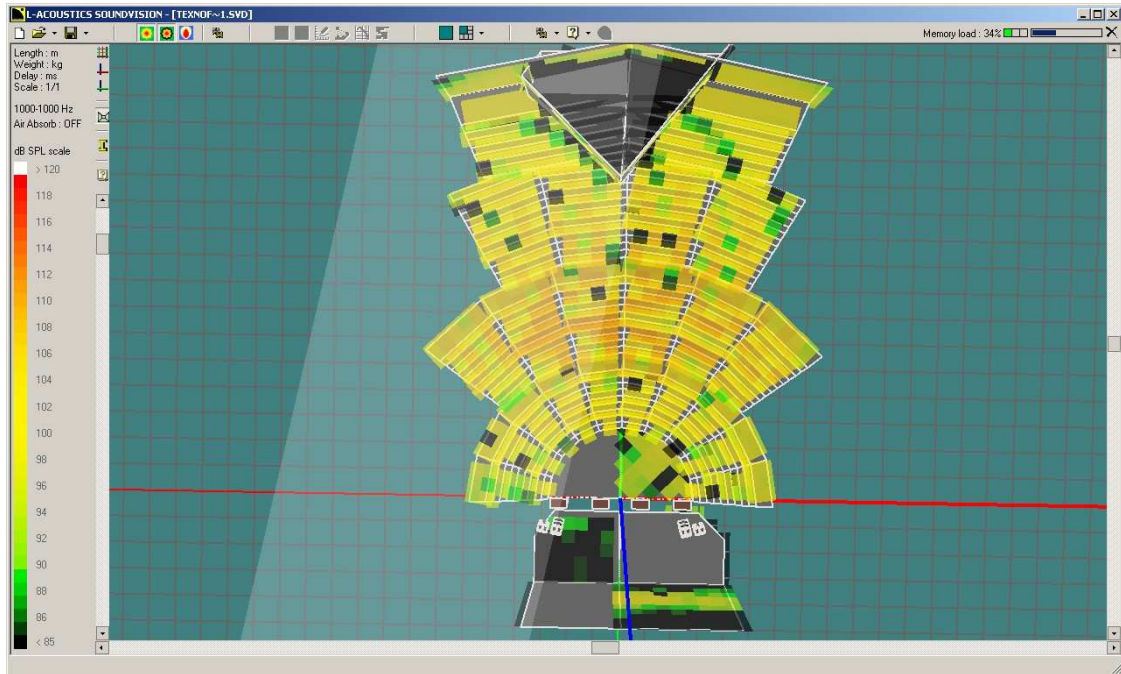 L-ACOUSTICS SOUNDVISION - [TEXNOF~1.SVD]
Memory load : 34%
Length : m
Weight : kg
Delay : ms
Scale : 1/1
1000-1000 Hz
Air Absorb : OFF
dB SPL scale
> 120
118
116
114
112
110
108
106
104
102
100
98
96
94
92
90
88
86
< 85